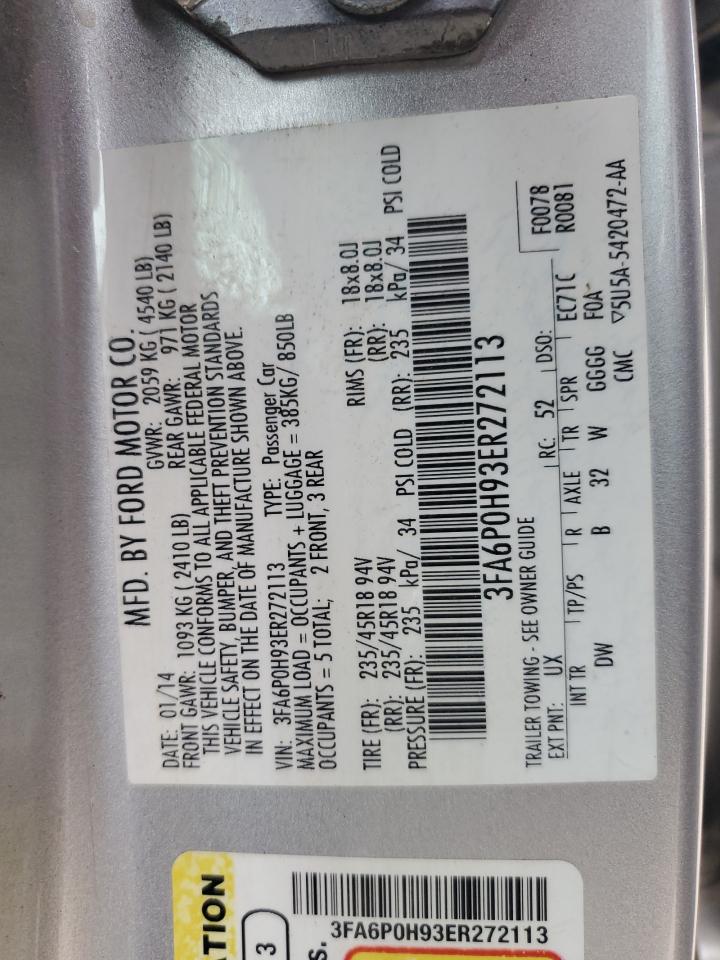 MFD. BY FORD MOTOR CO.
DATE: 01/14 GVWR: 2059 KG ( 4540 LB)
FRONT GAWR: 1093 KG ( 2410 LB) REAR GAWR: 971 KG ( 2140 LB)
THIS VEHICLE CONFORMS TO ALL APPLICABLE FEDERAL MOTOR
VEHICLE SAFETY, BUMPER, AND THEFT PREVENTION STANDARDS
IN EFFECT ON THE DATE OF MANUFACTURE SHOWN ABOVE.
VIN: 3FA6P0H93ER272113 TYPE: Passenger Car
MAXIMUM LOAD = OCCUPANTS + LUGGAGE = 385KG/ 850LB
OCCUPANTS = 5 TOTAL; 2 FRONT, 3 REAR
TIRE (FR): 235/45R18 94V RIMS (FR): 18x8.0J
(RR): 235/45R18 94V (RR): 18x8.0J
PRESSURE (FR): 235 kPa/ 34 PSI COLD (RR): 235 kPa/ 34 PSI COLD
3FA6P0H93ER272113
TRAILER TOWING - SEE OWNER GUIDE F0078
EXT PNT: UX RC: 52 DSO: R0081
INT TR TP/PS R AXLE TR SPR EC71C
DW B 32 W GGGG F0A
CMC ▽5U5A-5420472-AA
ATION
3
S.
3FA6P0H93ER272113